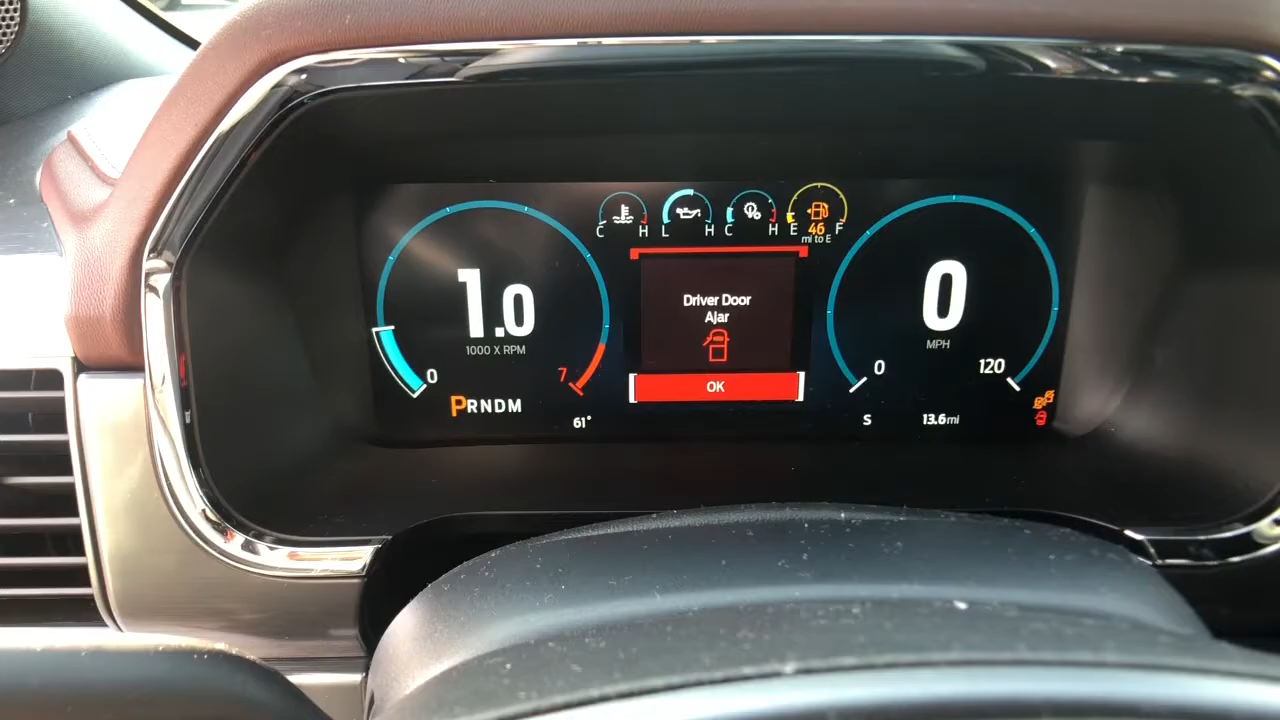 C H L H C H E 46 F
mi to E
Driver Door
Ajar
1.0
1000 X RPM
0
7
PRNDM
61°
OK
0
MPH
0
120
S
13.6mi